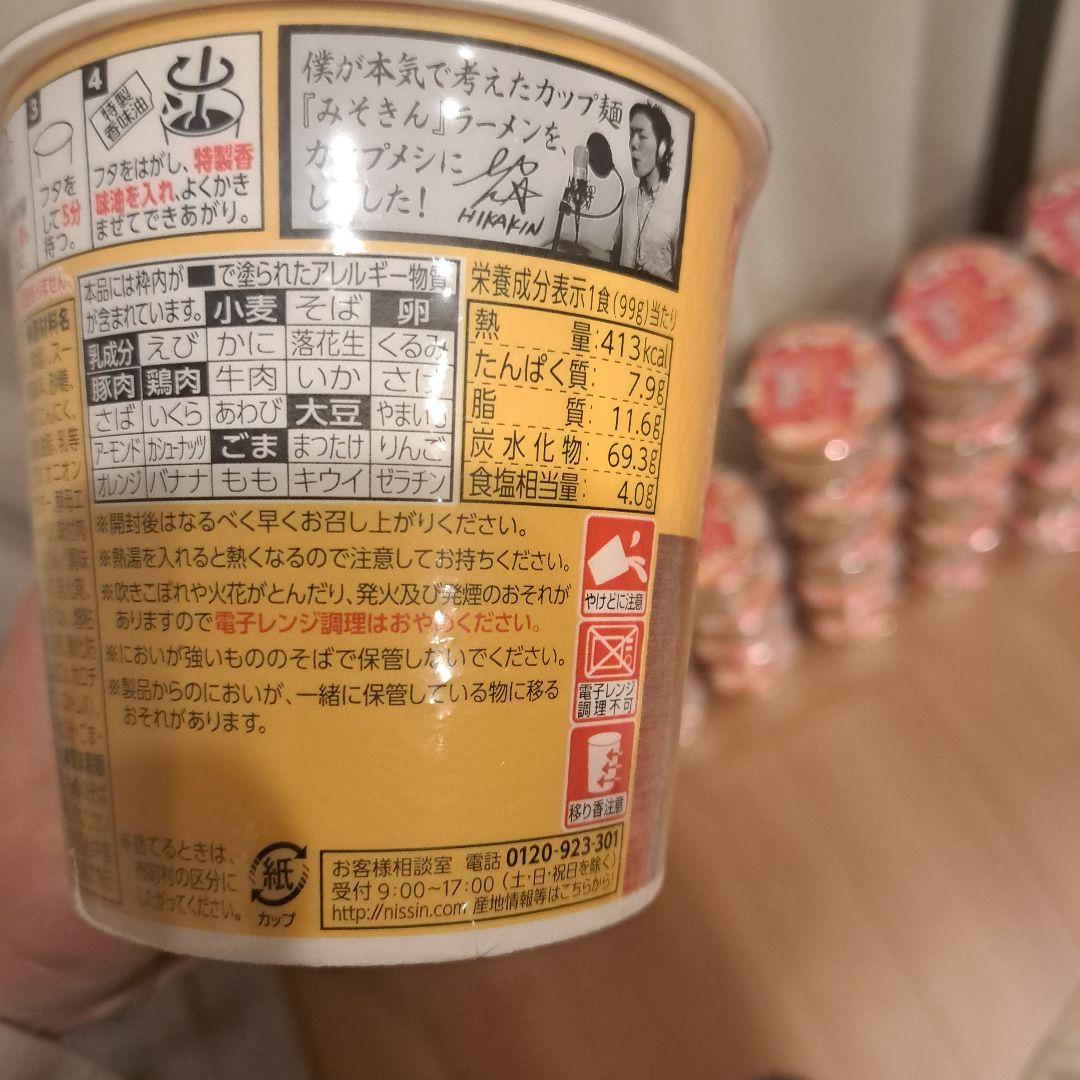 3
フタを
して5分
待つ。
4
特製
香味油
フタをはがし、特製香
味油を入れ、よくかき
まぜてできあがり。
僕が本気で考えたカップ麺
『みそきん』ラーメンを、
カップメシに
しました!
HIKAKIN
本品には枠内が■で塗られたアレルギー物質
が含まれています。 小麦 そば 卵
乳成分 えび かに 落花生 くるみ
豚肉 鶏肉 牛肉 いか さけ
さば いくら あわび 大豆 やまいも
アーモンド カシューナッツ ごま まつたけ りんご
オレンジ バナナ もも キウイ ゼラチン
栄養成分表示1食(99g)当たり
熱量:413kcal
たんぱく質:7.9g
脂質:11.6g
炭水化物:69.3g
食塩相当量:4.0g
※開封後はなるべく早くお召し上がりください。
※熱湯を入れると熱くなるので注意してお持ちください。
※吹きこぼれや火花がとんだり、発火及び発煙のおそれが
ありますので電子レンジ調理はおやめください。
※においが強いもののそばで保管しないでください。
※製品からのにおいが、一緒に保管している物に移る
おそれがあります。
やけどに注意
電子レンジ
調理不可
移り香注意
※捨てるときは、
市町村の区分に
したがってください。
紙
カップ
お客様相談室 電話 0120-923-301
受付 9:00~17:00 (土・日・祝日を除く)
http://nissin.com 産地情報等はこちらから!